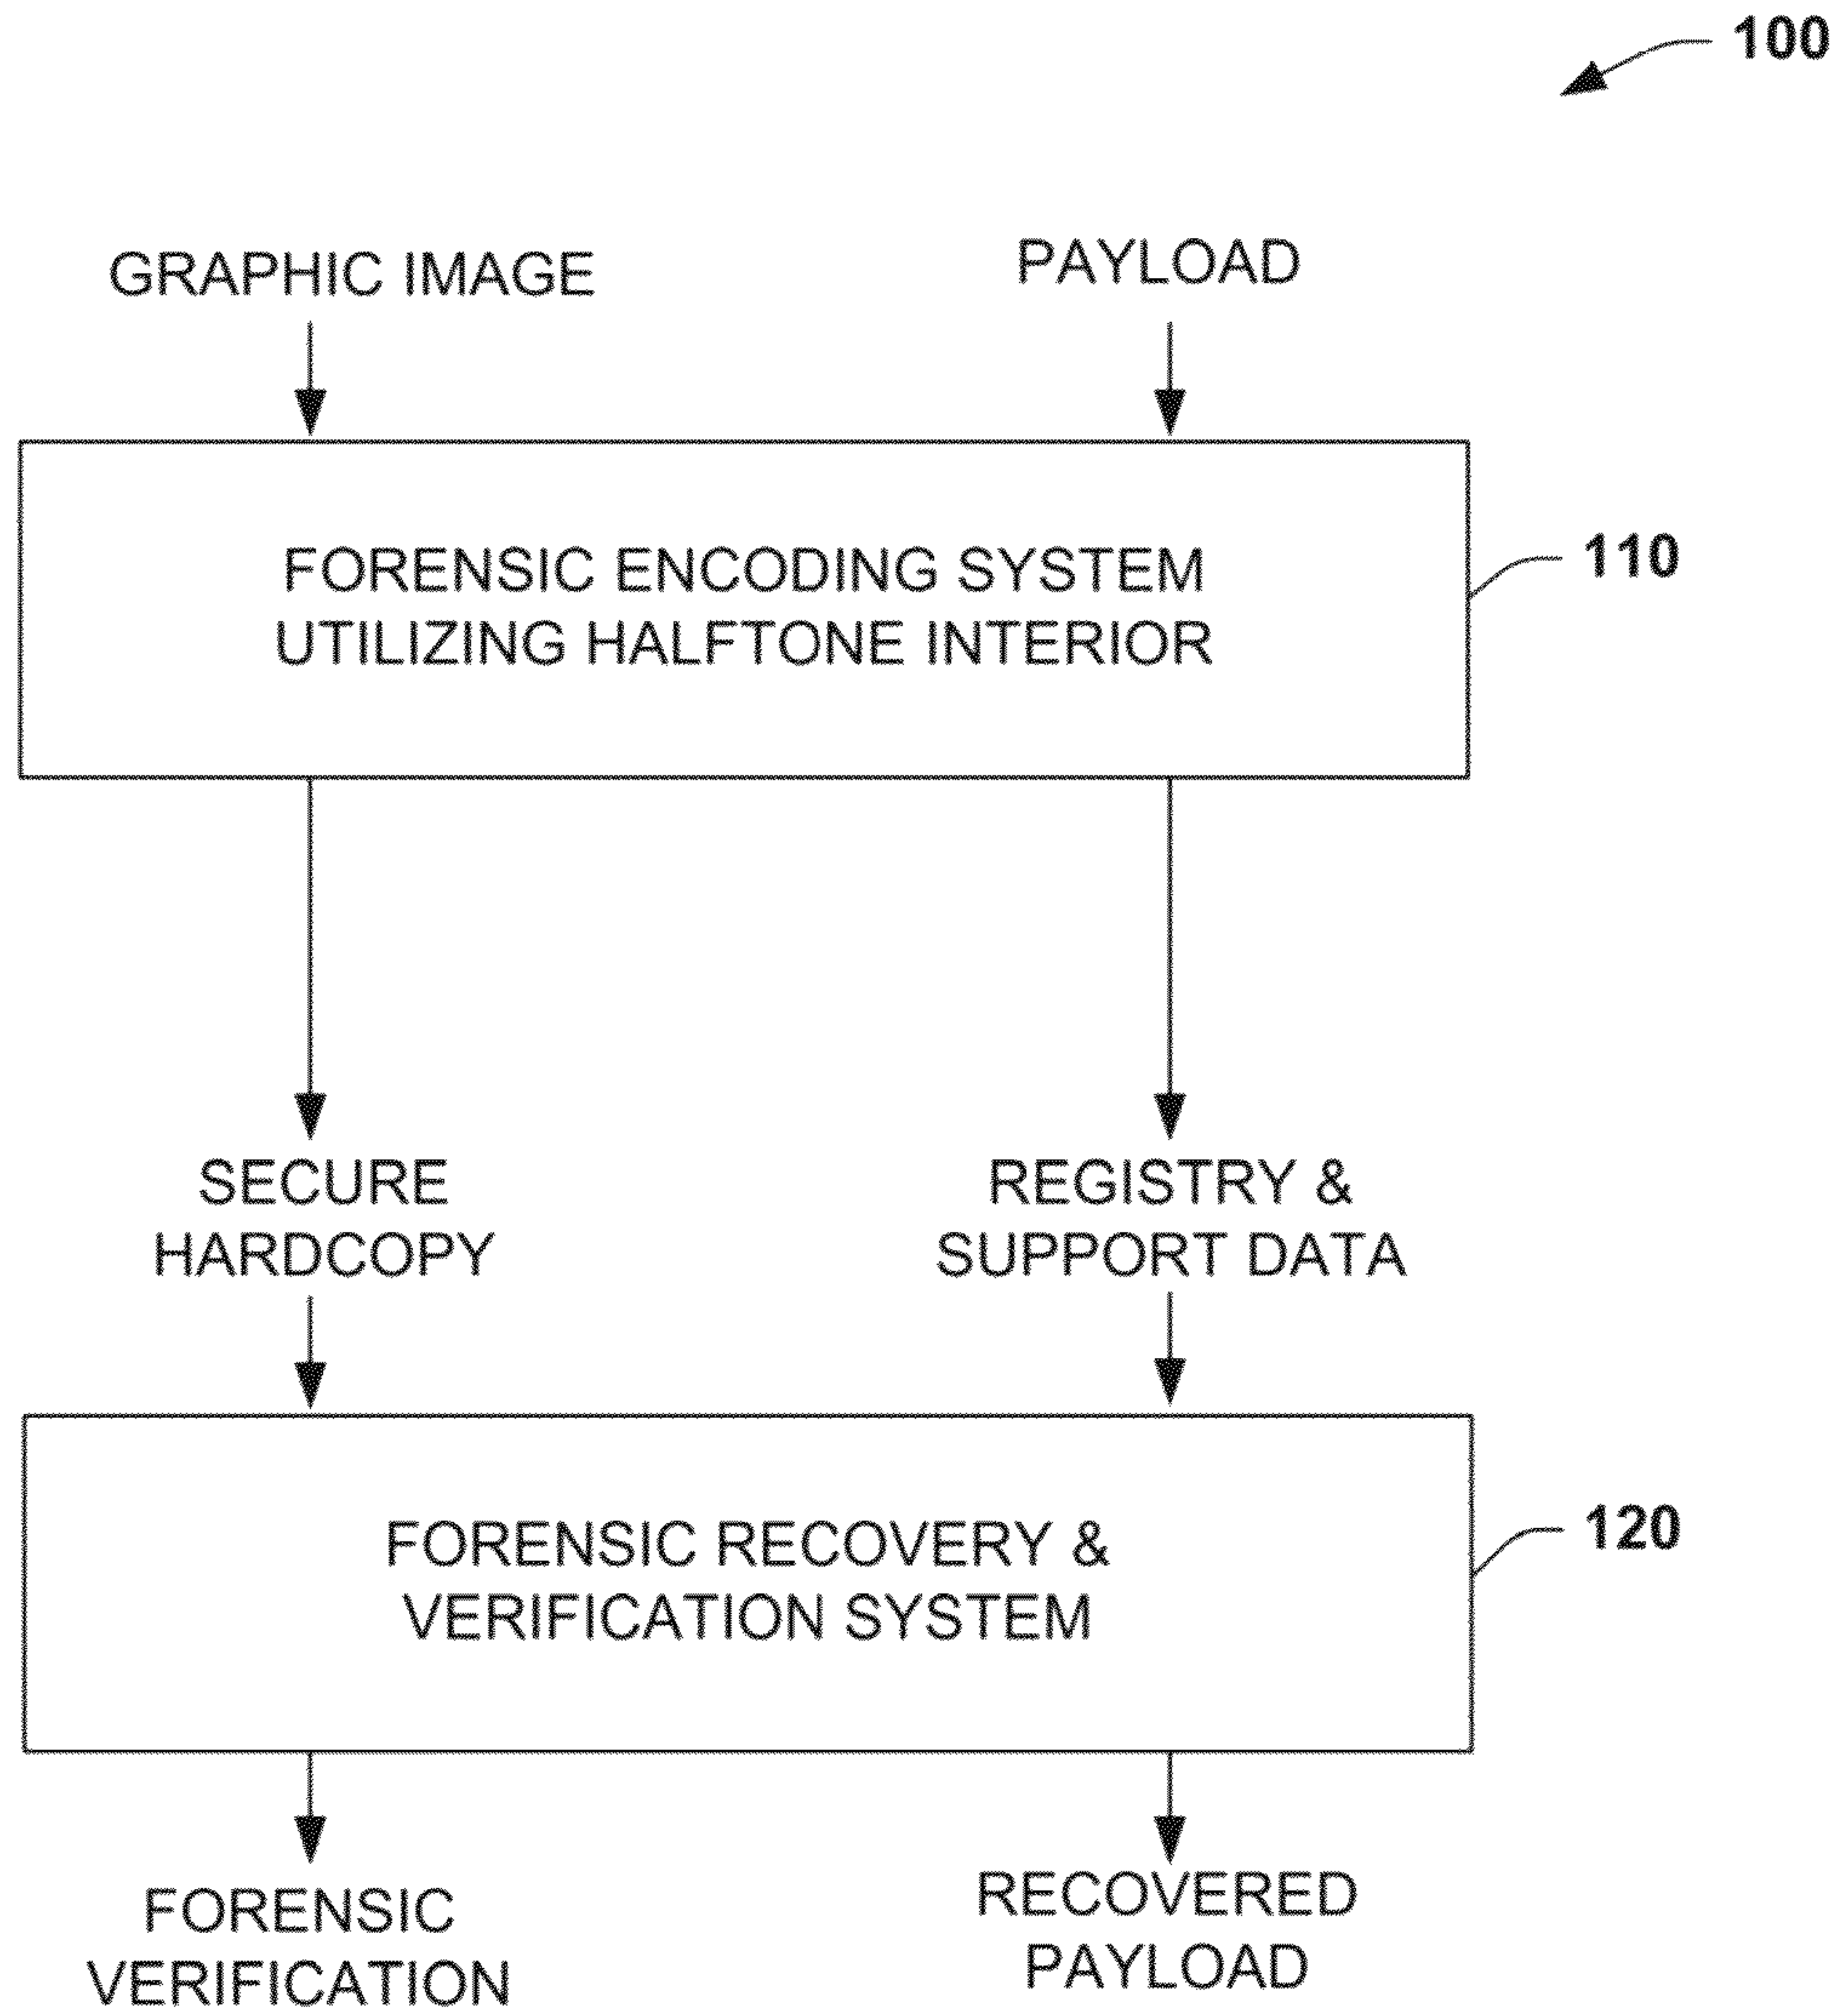 100
GRAPHIC IMAGE
PAYLOAD
FORENSIC ENCODING SYSTEM
UTILIZING HALFTONE INTERIOR
110
SECURE
HARDCOPY
REGISTRY &
SUPPORT DATA
FORENSIC RECOVERY &
VERIFICATION SYSTEM
120
FORENSIC
VERIFICATION
RECOVERED
PAYLOAD